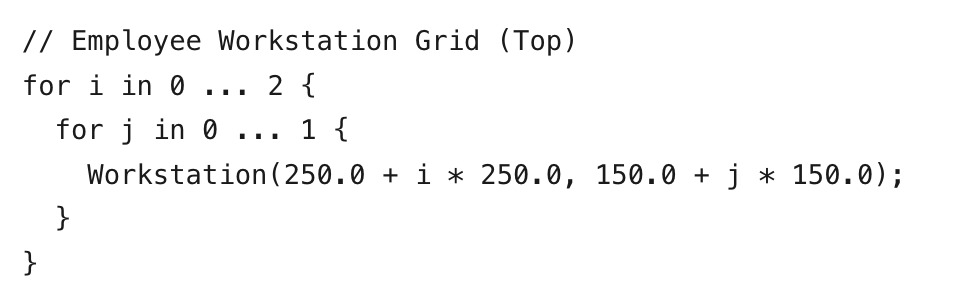 // Employee Workstation Grid (Top)
for i in 0 ... 2 {
  for j in 0 ... 1 {
    Workstation(250.0 + i * 250.0, 150.0 + j * 150.0);
  }
}